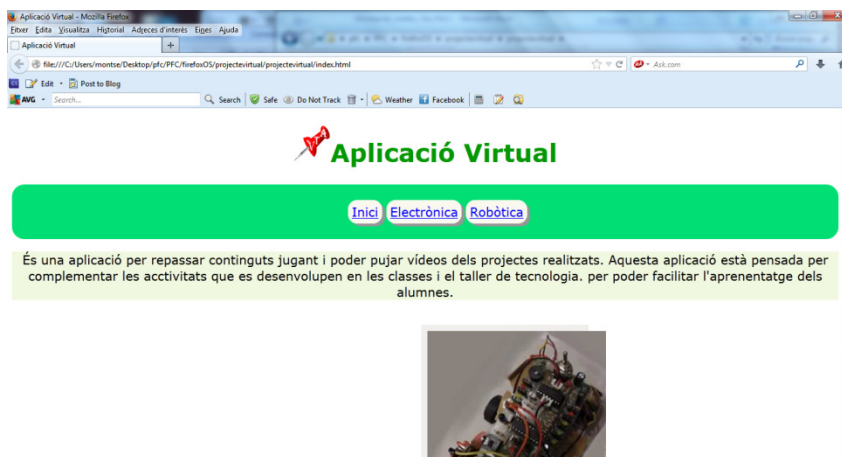 Aplicació Virtual - Mozilla Firefox
Fitxer Edita Visualitza Historial Adreces d'interès Eines Ajuda
Aplicació Virtual
file:///C:/Users/montse/Desktop/pfc/PFC/firefoxOS/projectevirtual/projectevirtual/index.html
Ask.com
Edit Post to Blog
AVG Search... Search Safe Do Not Track Weather Facebook
Aplicació Virtual
Inici Electrònica Robòtica
És una aplicació per repassar continguts jugant i poder pujar vídeos dels projectes realitzats. Aquesta aplicació està pensada per
complementar les acctivitats que es desenvolupen en les classes i el taller de tecnologia. per poder facilitar l'aprenentatge dels
alumnes.